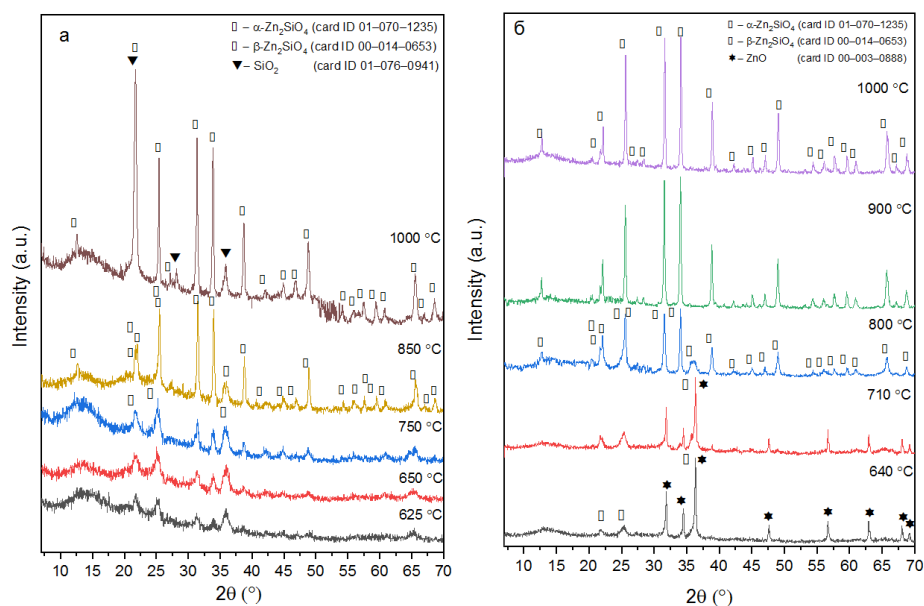 а
▯ – α-Zn₂SiO₄ (card ID 01–070–1235)
▯ – β-Zn₂SiO₄ (card ID 00–014–0653)
▼ – SiO₂ (card ID 01–076–0941)
1000 °C
850 °C
750 °C
650 °C
625 °C
Intensity (a.u.)
10 15 20 25 30 35 40 45 50 55 60 65 70
2θ (°)
б
▯ – α-Zn₂SiO₄ (card ID 01–070–1235)
▯ – β-Zn₂SiO₄ (card ID 00–014–0653)
✶ – ZnO (card ID 00–003–0888)
1000 °C
900 °C
800 °C
710 °C
640 °C
Intensity (a.u.)
10 15 20 25 30 35 40 45 50 55 60 65 70
2θ (°)